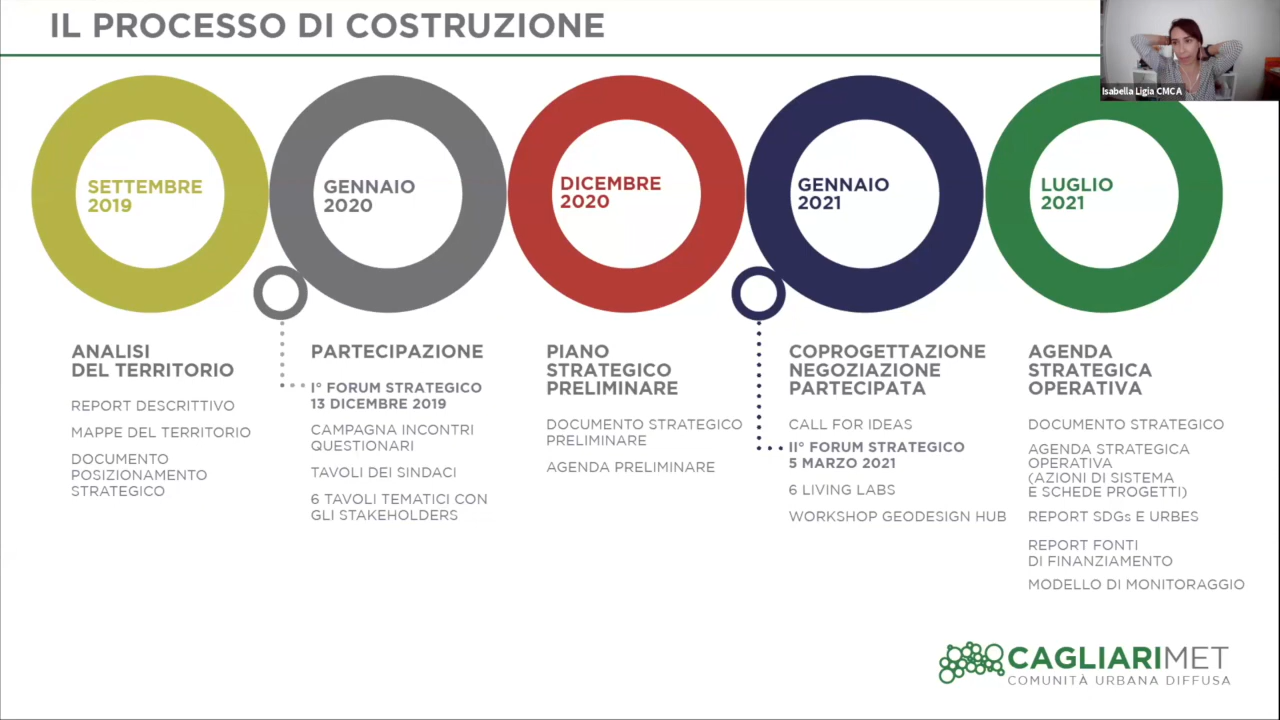 IL PROCESSO DI COSTRUZIONE
Isabella Ligia CMCA
SETTEMBRE
2019
GENNAIO
2020
DICEMBRE
2020
GENNAIO
2021
LUGLIO
2021
ANALISI
DEL TERRITORIO
REPORT DESCRITTIVO
MAPPE DEL TERRITORIO
DOCUMENTO
POSIZIONAMENTO
STRATEGICO
PARTECIPAZIONE
I° FORUM STRATEGICO
13 DICEMBRE 2019
CAMPAGNA INCONTRI
QUESTIONARI
TAVOLI DEI SINDACI
6 TAVOLI TEMATICI CON
GLI STAKEHOLDERS
PIANO
STRATEGICO
PRELIMINARE
DOCUMENTO STRATEGICO
PRELIMINARE
AGENDA PRELIMINARE
COPROGETTAZIONE
NEGOZIAZIONE
PARTECIPATA
CALL FOR IDEAS
II° FORUM STRATEGICO
5 MARZO 2021
6 LIVING LABS
WORKSHOP GEODESIGN HUB
AGENDA
STRATEGICA
OPERATIVA
DOCUMENTO STRATEGICO
AGENDA STRATEGICA
OPERATIVA
(AZIONI DI SISTEMA
E SCHEDE PROGETTI)
REPORT SDGs E URBES
REPORT FONTI
DI FINANZIAMENTO
MODELLO DI MONITORAGGIO
CAGLIARIMET
COMUNITÀ URBANA DIFFUSA